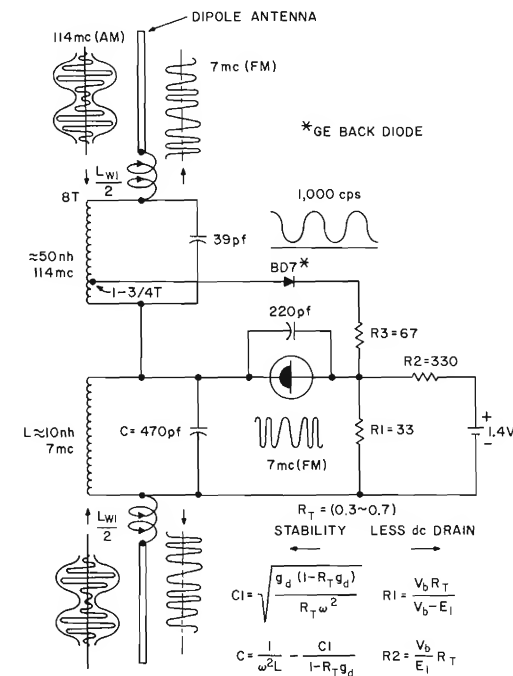 DIPOLE ANTENNA
114mc (AM)
7mc (FM)
*GE BACK DIODE
L_W1/2
8T
1,000 cps
39pf
≈50nh
114mc
BD7*
1-3/4T
220pf
R3=67
R2=330
L≈10nh
7mc
C=470pf
R1=33
+
1.4V
-
7mc(FM)
L_W1/2
R_T = (0.3~0.7)
STABILITY LESS dc DRAIN
C1=√(g_d (1-R_T g_d)/R_T ω²) R1=V_b R_T/V_b-E_1
C=1/ω²L - C1/1-R_T g_d R2=V_b/E_1 R_T